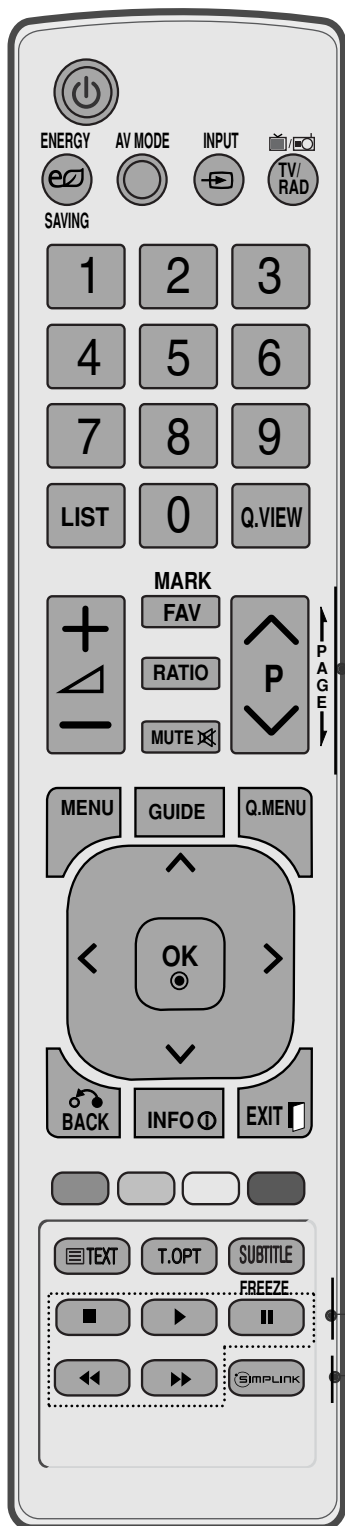 ENERGY AV MODE INPUT
TV/
RAD
SAVING
1 2 3
4 5 6
7 8 9
LIST 0 Q.VIEW
MARK
FAV
RATIO P
MUTE
PAGE
MENU GUIDE Q.MENU
OK
BACK INFO EXIT
TEXT T.OPT SUBTITLE
FREEZE
SIMPLINK